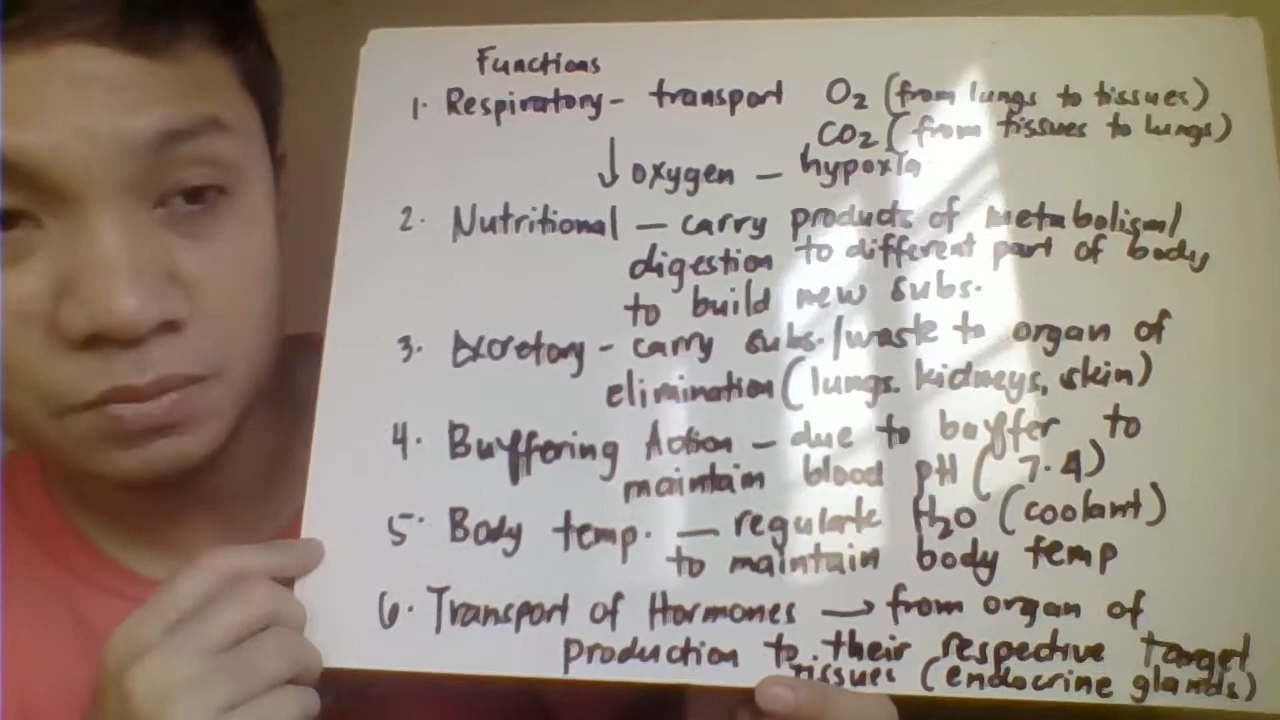 Functions
1. Respiratory - transport O2 (from lungs to tissues)
CO2 (from tissues to lungs)
↓ oxygen - hypoxia
2. Nutritional - carry products of metabolism/
digestion to different part of body
to build new subs.
3. Excretory - carry subs./waste to organ of
elimination (lungs. kidneys, skin)
4. Buffering Action - due to buffer to
maintain blood pH (7.4)
5. Body temp. - regulate H2O (coolant)
to maintain body temp
6. Transport of Hormones → from organ of
production to their respective target
tissues (endocrine glands)